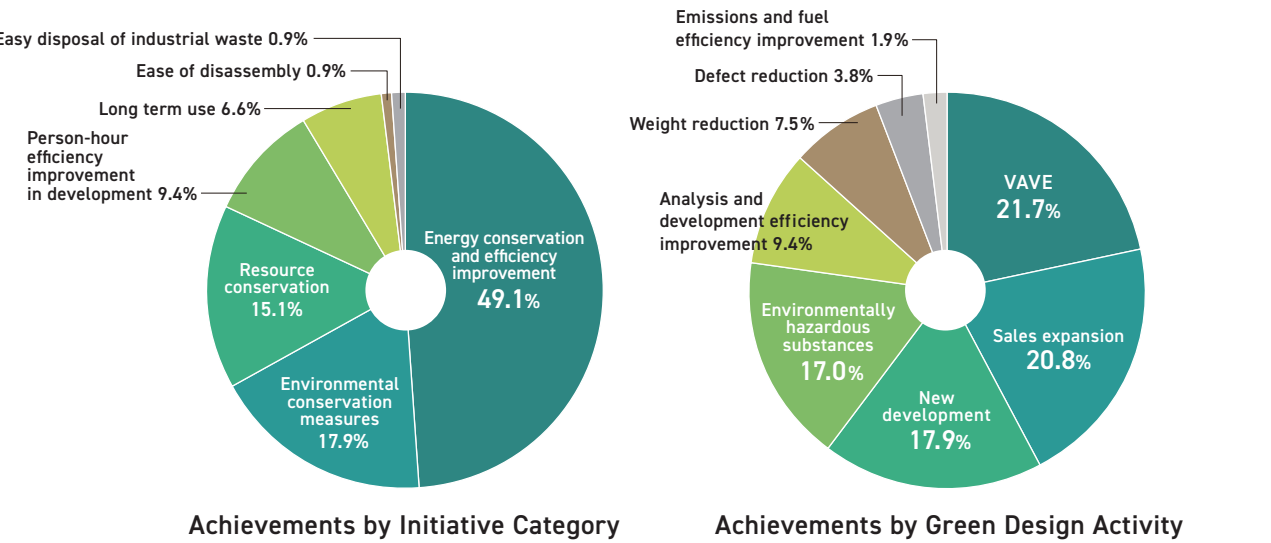 Easy disposal of industrial waste 0.9%
Ease of disassembly 0.9%
Long term use 6.6%
Person-hour
efficiency
improvement
in development 9.4%
Resource
conservation
15.1%
Environmental
conservation
measures
17.9%
Energy conservation
and efficiency
improvement
49.1%
Achievements by Initiative Category
Emissions and fuel
efficiency improvement 1.9%
Defect reduction 3.8%
Weight reduction 7.5%
Analysis and
development efficiency
improvement 9.4%
Environmentally
hazardous
substances
17.0%
New
development
17.9%
Sales expansion
20.8%
VAVE
21.7%
Achievements by Green Design Activity